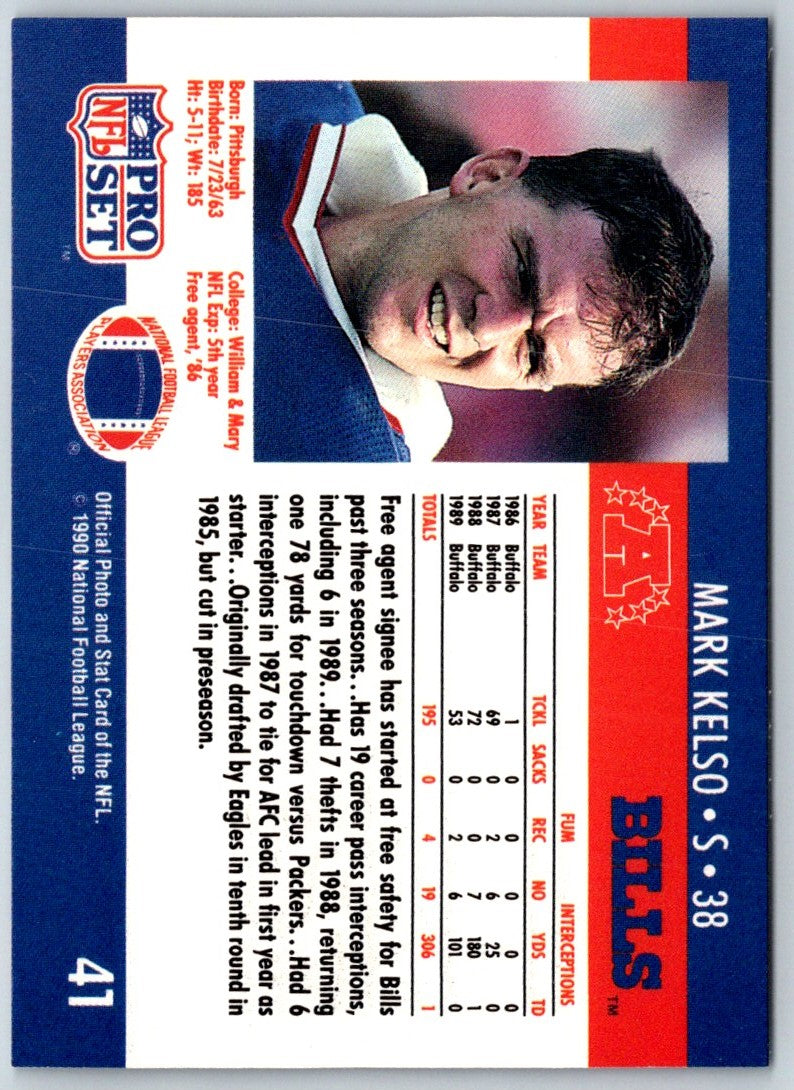 MARK KELSO • S • 38
A
BILLS™
FUM INTERCEPTIONS
YEAR TEAM TCKL SACKS REC NO YDS TD
1986 Buffalo 1 0 0 0 0 0
1987 Buffalo 69 0 2 6 25 0
1988 Buffalo 72 0 0 7 180 1
1989 Buffalo 53 0 2 6 101 0
TOTALS 195 0 4 19 306 1
Free agent signee has started at free safety for Bills
past three seasons...Has 19 career pass interceptions,
including 6 in 1989...Had 7 thefts in 1988, returning
one 78 yards for touchdown versus Packers...Had 6
interceptions in 1987 to tie for AFC lead in first year as
starter...Originally drafted by Eagles in tenth round in
1985, but cut in preseason.
Born: Pittsburgh
Birthdate: 7/23/63
Ht: 5-11; Wt: 185
College: William & Mary
NFL Exp: 5th year
Free agent, '86
PRO
NFL
SET
™
NATIONAL FOOTBALL LEAGUE
PLAYERS ASSOCIATION
®
Official Photo and Stat Card of the NFL.
© 1990 National Football League.
41